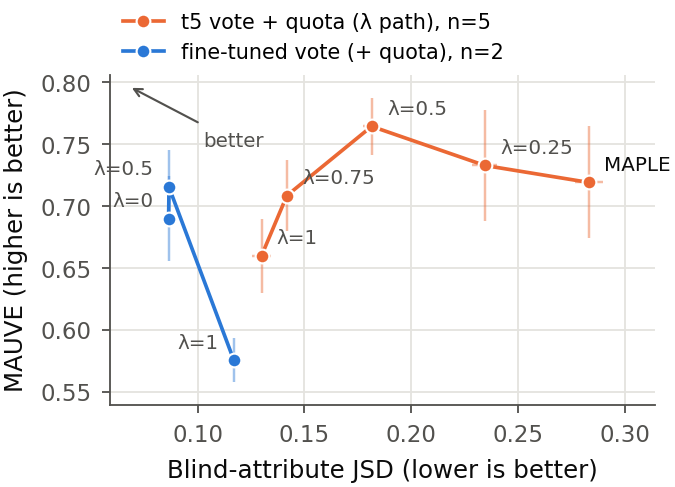 t5 vote + quota (λ path), n=5
fine-tuned vote (+ quota), n=2
MAUVE (higher is better)
0.80
0.75
0.70
0.65
0.60
0.55
better
λ=0.5
λ=0.25
MAPLE
λ=0.5
λ=0.75
λ=0
λ=1
λ=1
0.10
0.15
0.20
0.25
0.30
Blind-attribute JSD (lower is better)